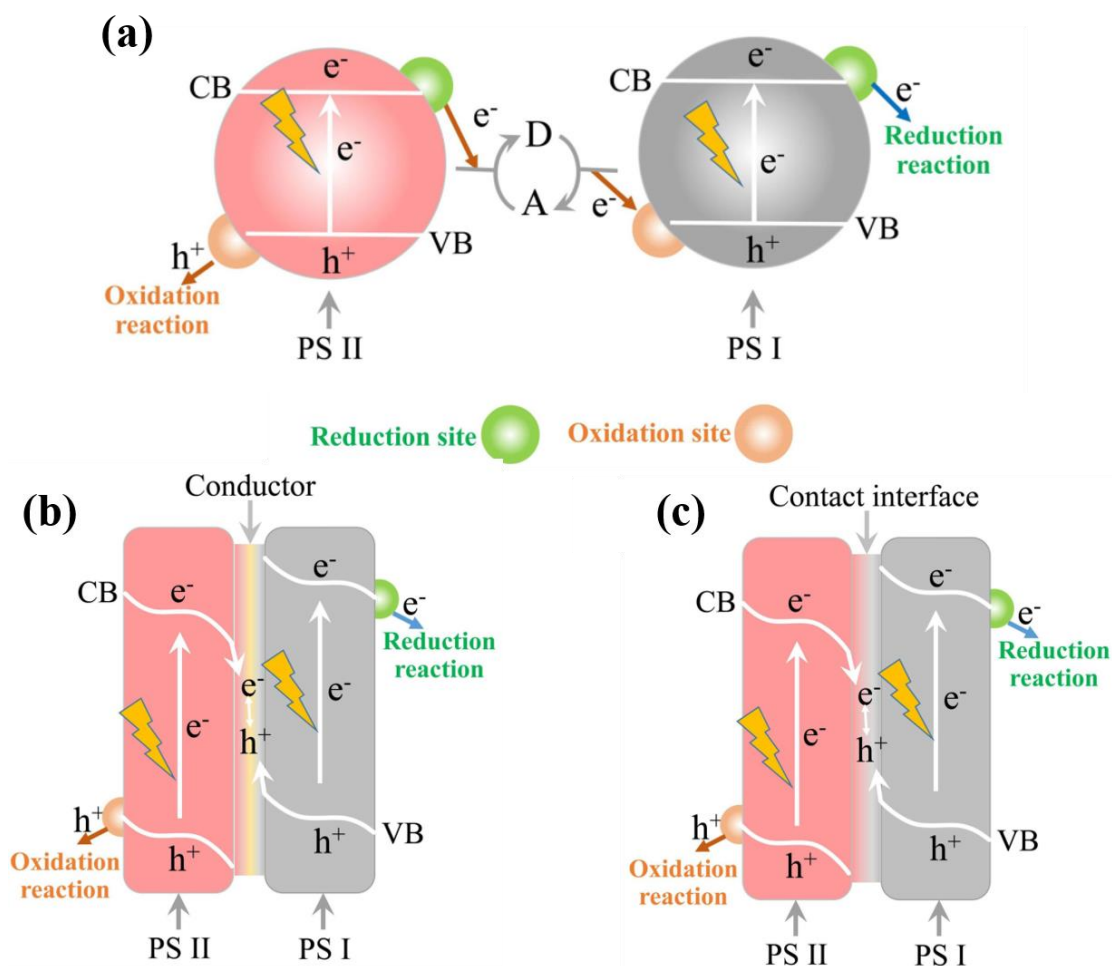 (a)
e-
CB
e-
VB
h+
h+
Oxidation
reaction
PS II
e-
D
A
e-
e-
CB
e-
VB
h+
e-
Reduction
reaction
PS I
Reduction site
Oxidation site
(b)
Conductor
CB
e-
e-
e-
h+
h+
h+
Oxidation
reaction
e-
e-
h+
VB
e-
Reduction
reaction
PS II
PS I
(c)
Contact interface
CB
e-
e-
e-
h+
h+
h+
Oxidation
reaction
e-
e-
h+
VB
e-
Reduction
reaction
PS II
PS I